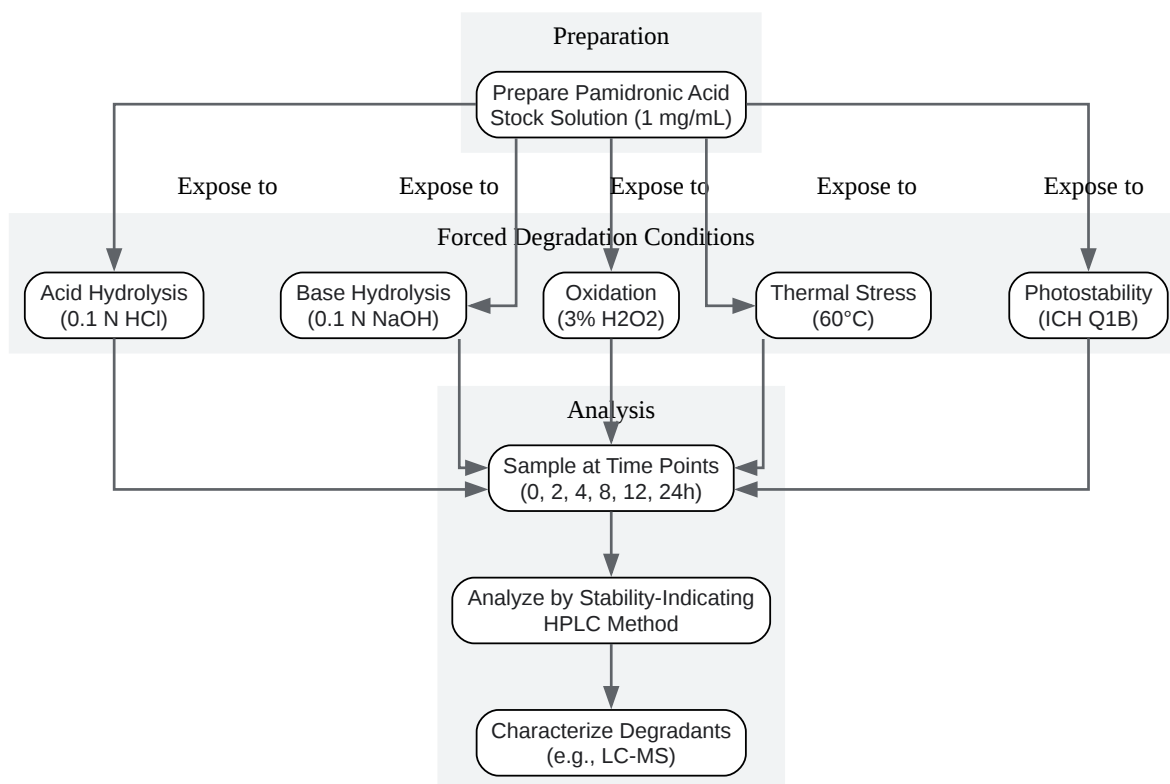 Preparation
Prepare Pamidronic Acid
Stock Solution (1 mg/mL)
Expose to
Expose to
Expose to
Expose to
Expose to
Forced Degradation Conditions
Acid Hydrolysis
(0.1 N HCl)
Base Hydrolysis
(0.1 N NaOH)
Oxidation
(3% H2O2)
Thermal Stress
(60°C)
Photostability
(ICH Q1B)
Analysis
Sample at Time Points
(0, 2, 4, 8, 12, 24h)
Analyze by Stability-Indicating
HPLC Method
Characterize Degradants
(e.g., LC-MS)